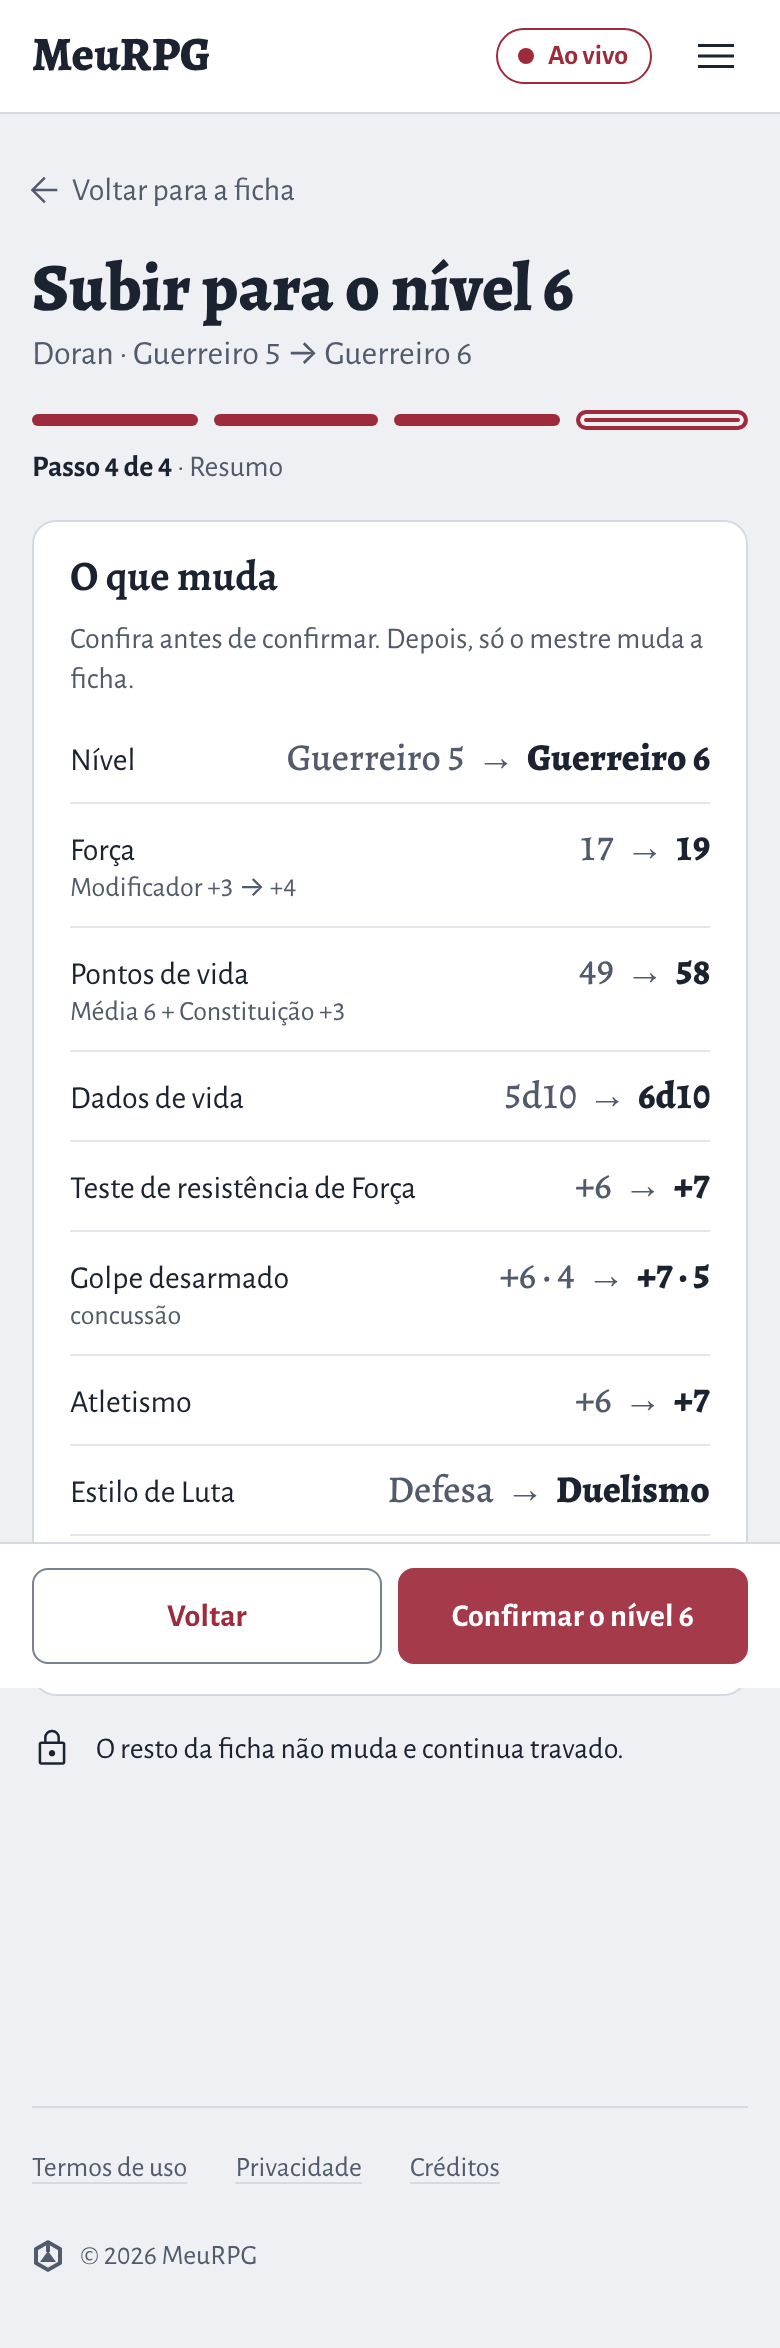 MeuRPG
Ao vivo
Voltar para a ficha
Subir para o nível 6
Doran · Guerreiro 5 → Guerreiro 6
Passo 4 de 4 · Resumo
O que muda
Confira antes de confirmar. Depois, só o mestre muda a
ficha.
Nível Guerreiro 5 → Guerreiro 6
Força 17 → 19
Modificador +3 → +4
Pontos de vida 49 → 58
Média 6 + Constituição +3
Dados de vida 5d10 → 6d10
Teste de resistência de Força +6 → +7
Golpe desarmado +6 · 4 → +7 · 5
concussão
Atletismo +6 → +7
Estilo de Luta Defesa → Duelismo
Voltar
Confirmar o nível 6
O resto da ficha não muda e continua travado.
Termos de uso Privacidade Créditos
© 2026 MeuRPG